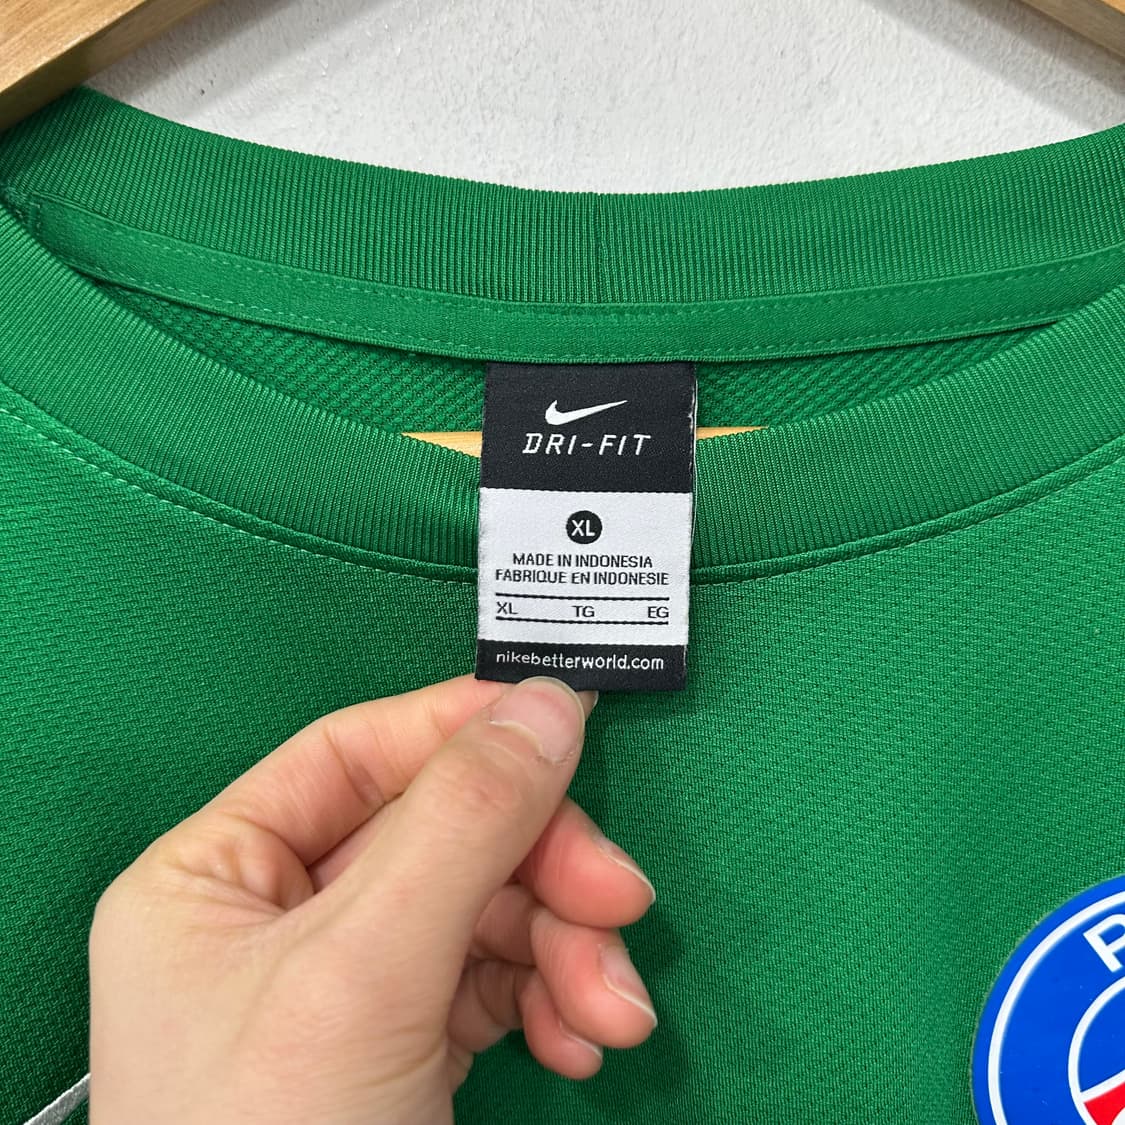 DRI-FIT
XL
MADE IN INDONESIA
FABRIQUE EN INDONESIE
XL TG EG
nikebetterworld.com
P